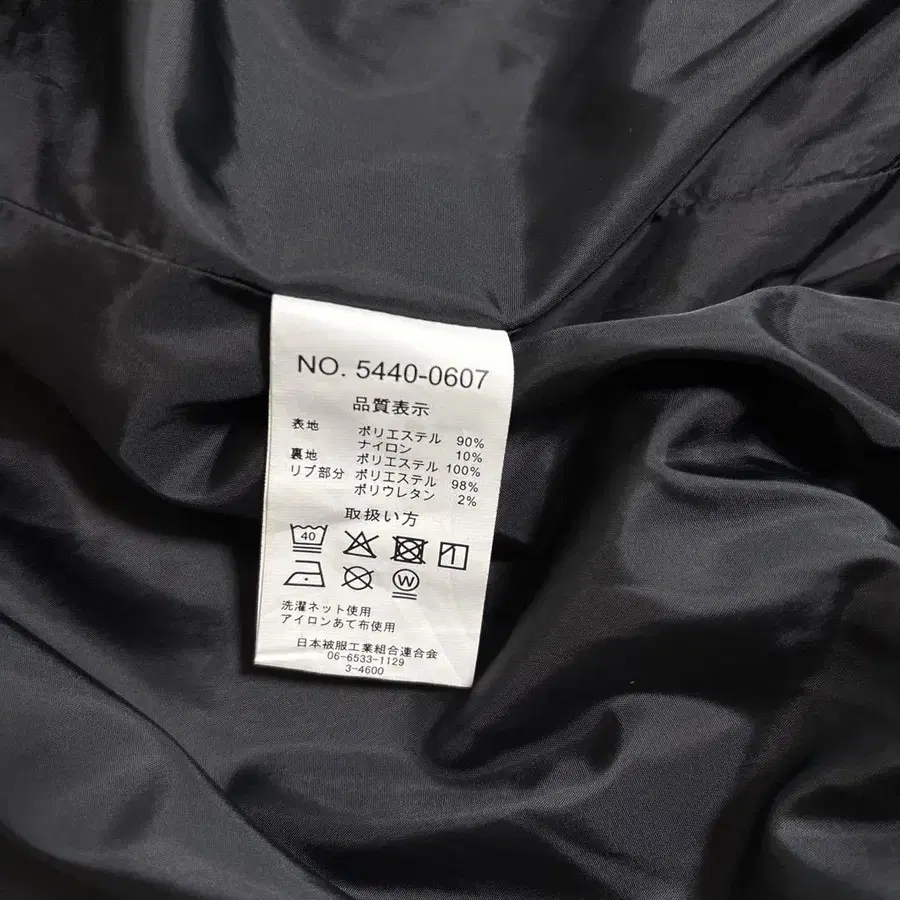 NO. 5440-0607
品質表示
表地 ポリエステル 90%
ナイロン 10%
裏地 ポリエステル 100%
リブ部分 ポリエステル 98%
ポリウレタン 2%
取扱い方
40
W
洗濯ネット使用
アイロンあて布使用
日本被服工業組合連合会
06-6533-1129
3-4600